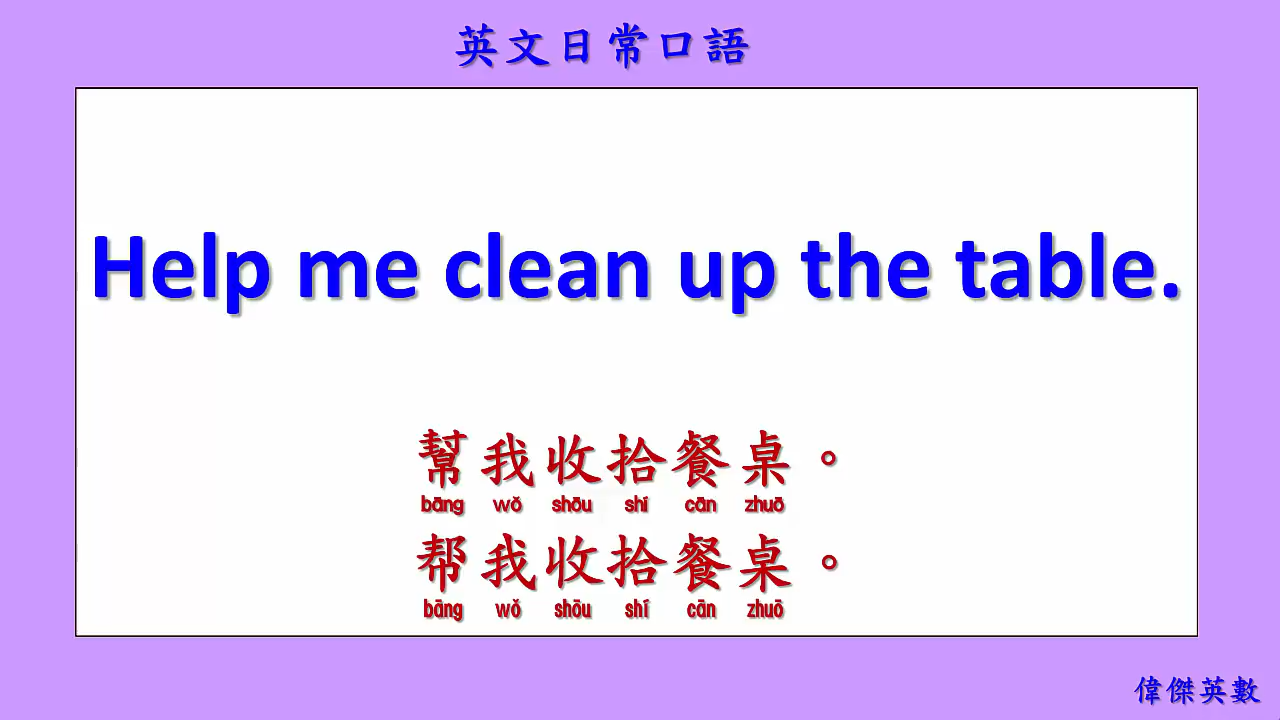 英文日常口語
Help me clean up the table.
幫我收拾餐桌。
bāng wǒ shōu shí cān zhuō
帮我收拾餐桌。
bāng wǒ shōu shí cān zhuō
偉傑英數